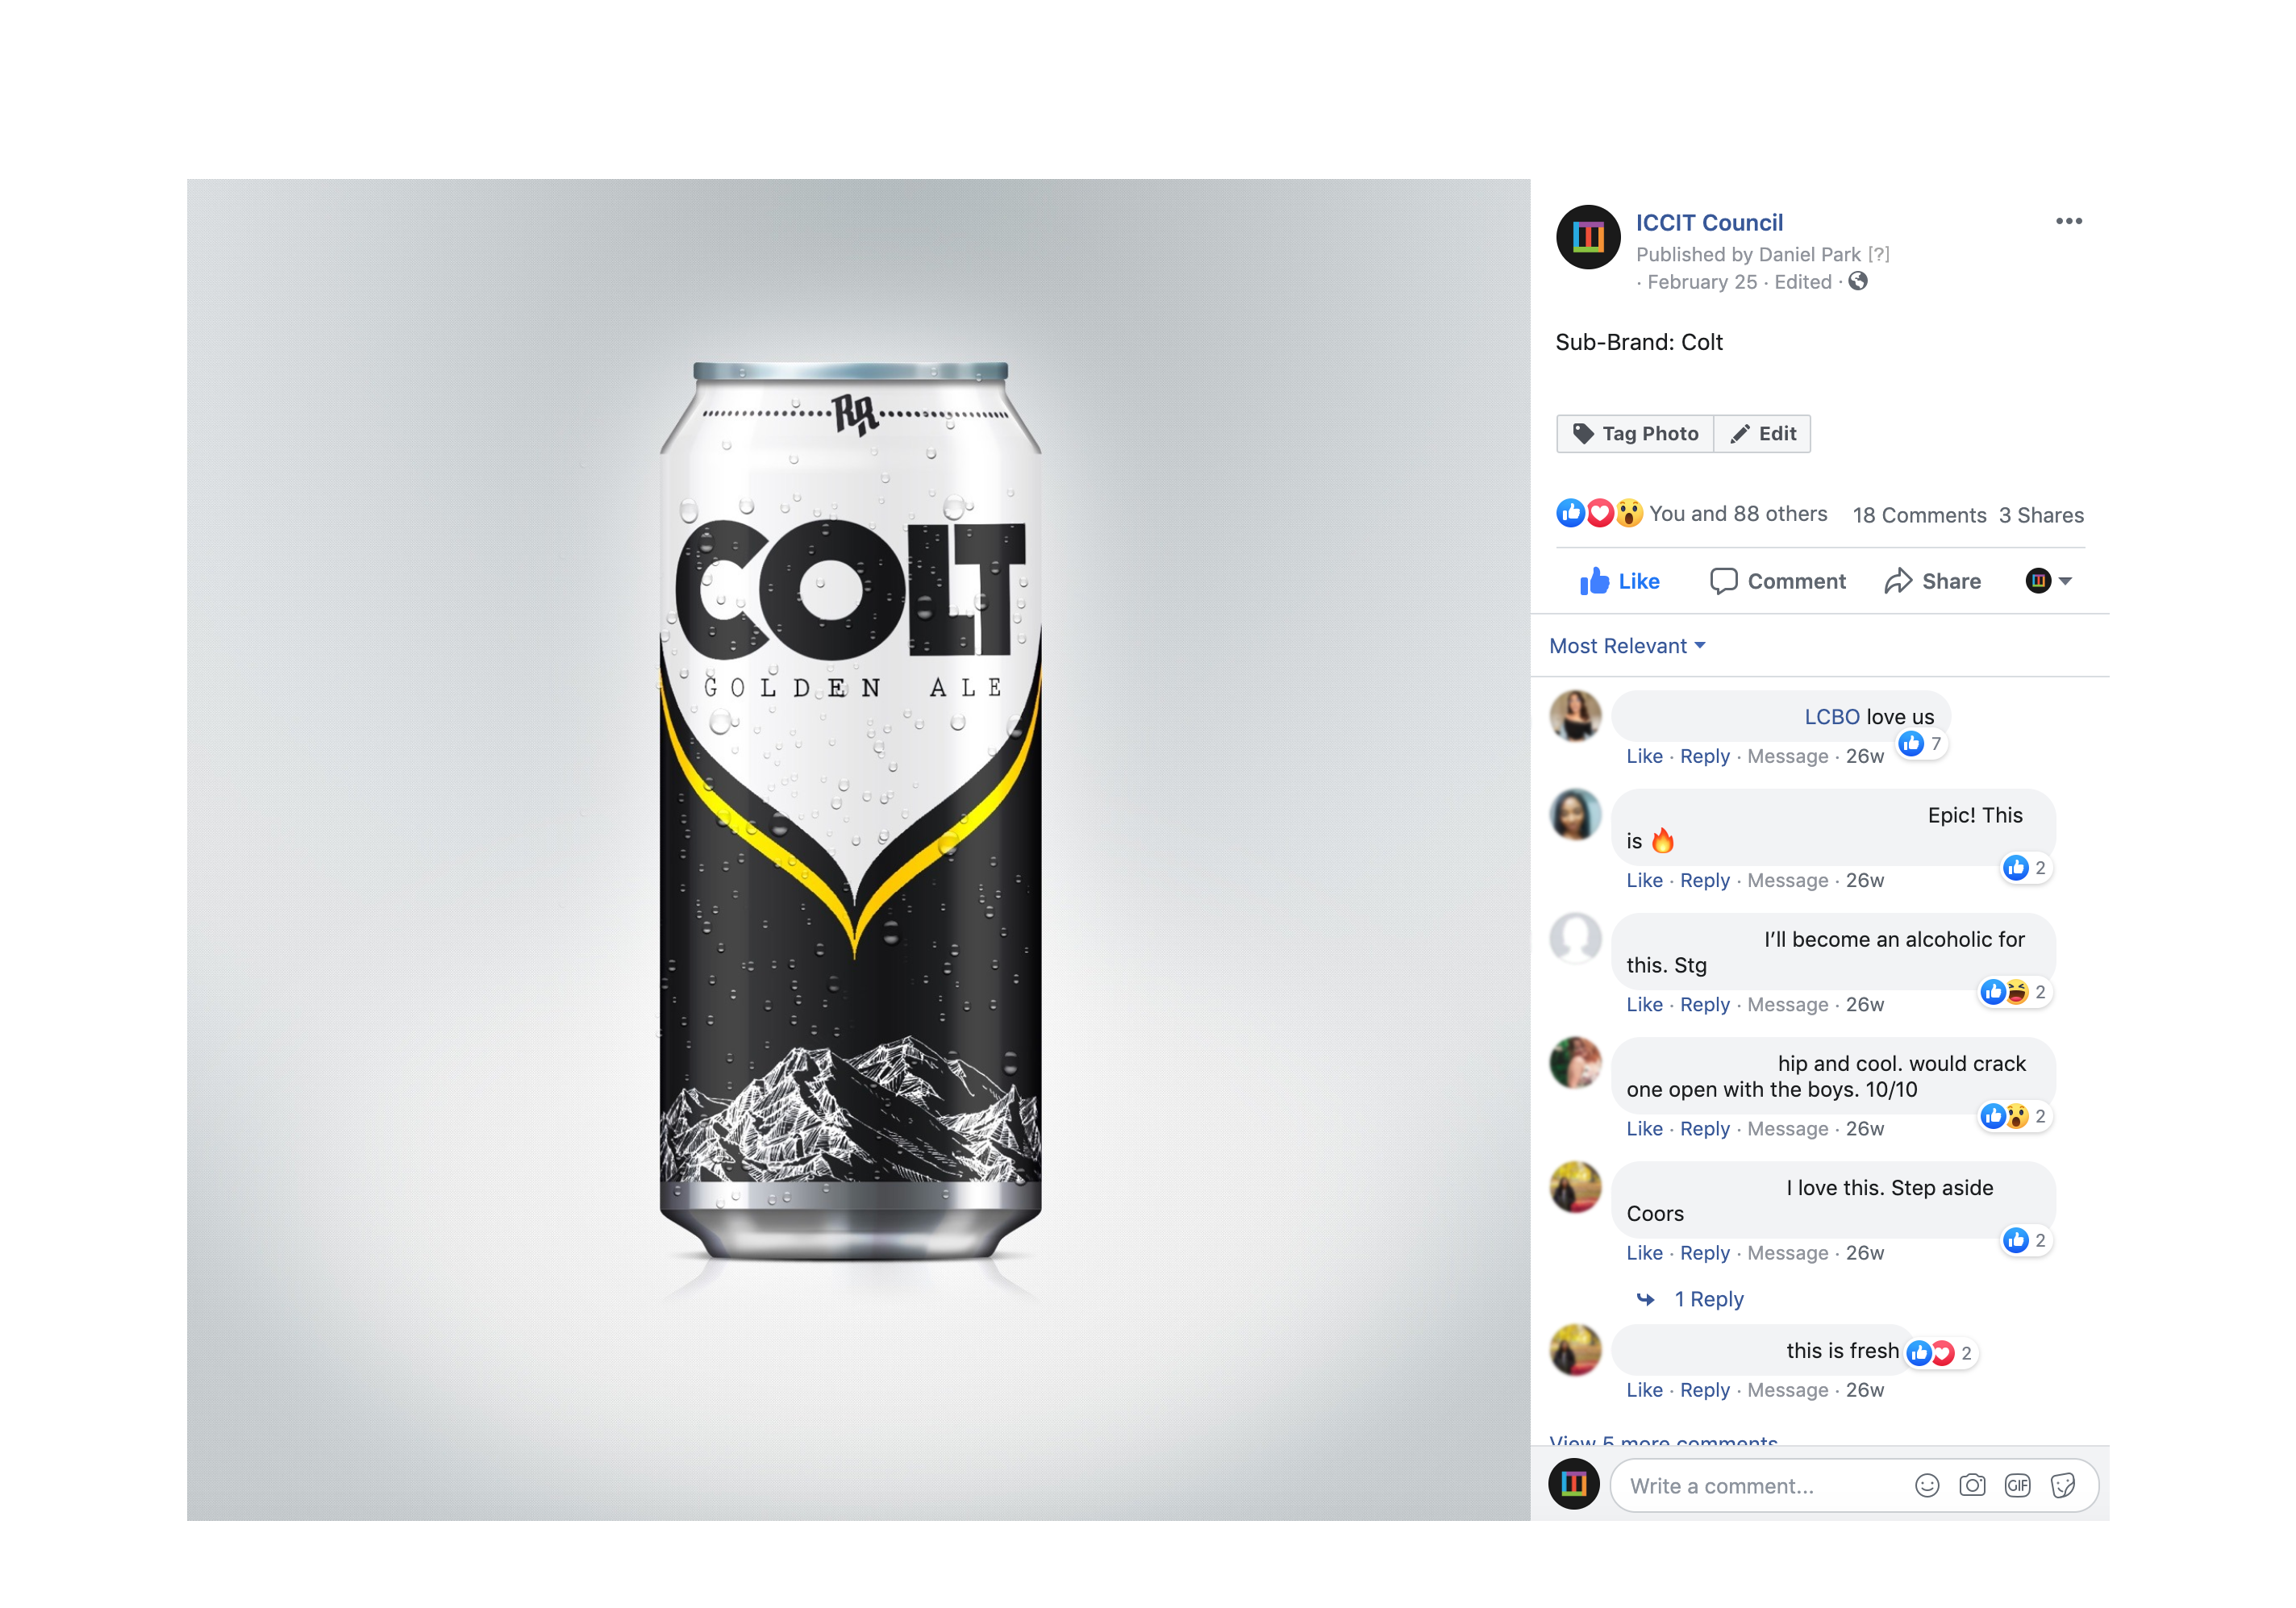 RR
COLT
GOLDEN ALE
ICCIT Council
Published by Daniel Park [?]
· February 25 · Edited ·
Sub-Brand: Colt
Tag Photo
Edit
You and 88 others 18 Comments 3 Shares
Like Comment Share
Most Relevant
LCBO love us
7
Like · Reply · Message · 26w
Epic! This
is 🔥
2
Like · Reply · Message · 26w
I'll become an alcoholic for
this. Stg
2
Like · Reply · Message · 26w
hip and cool. would crack
one open with the boys. 10/10
2
Like · Reply · Message · 26w
I love this. Step aside
Coors
2
Like · Reply · Message · 26w
1 Reply
this is fresh
2
Like · Reply · Message · 26w
View 5 more comments
Write a comment...
GIF